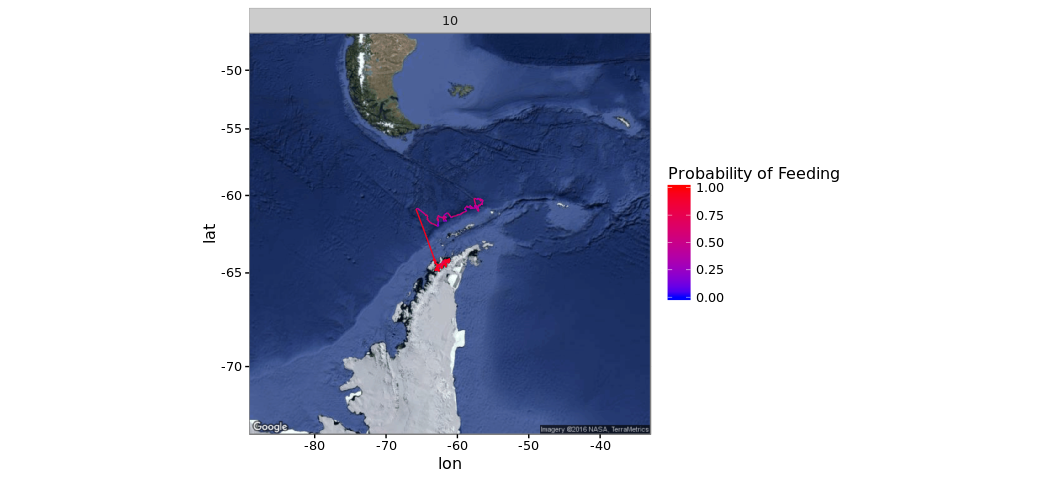 10
-50
-55
-60
-65
-70
lat
-80 -70 -60 -50 -40
lon
Google
Imagery ©2016 NASA, TerraMetrics
Probability of Feeding
1.00
0.75
0.50
0.25
0.00